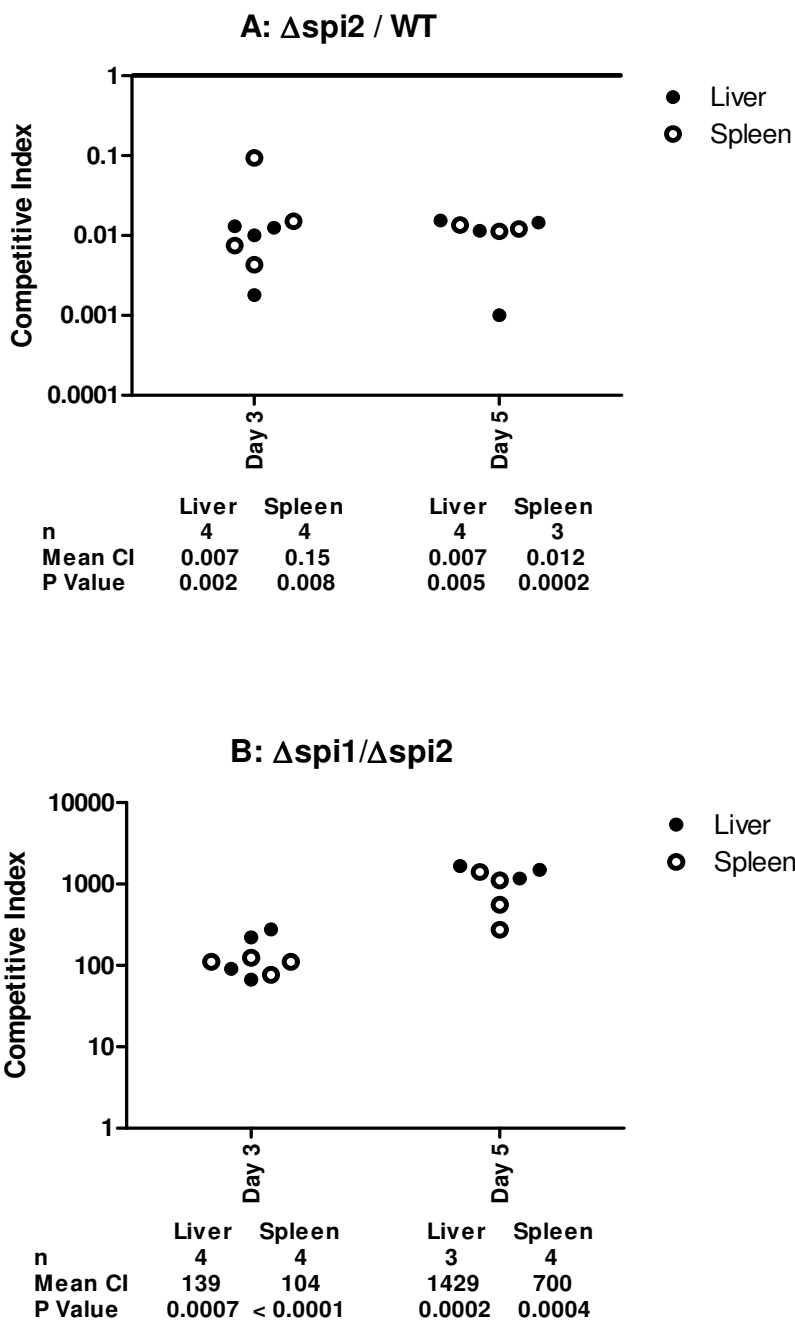 A: Δspi2 / WT
Competitive Index
1
0.1
0.01
0.001
0.0001
Liver
Spleen
Day 3
Day 5
Liver Spleen Liver Spleen
n 4 4 4 3
Mean CI 0.007 0.15 0.007 0.012
P Value 0.002 0.008 0.005 0.0002
B: Δspi1/Δspi2
Competitive Index
10000
1000
100
10
1
Liver
Spleen
Day 3
Day 5
Liver Spleen Liver Spleen
n 4 4 3 4
Mean CI 139 104 1429 700
P Value 0.0007 < 0.0001 0.0002 0.0004